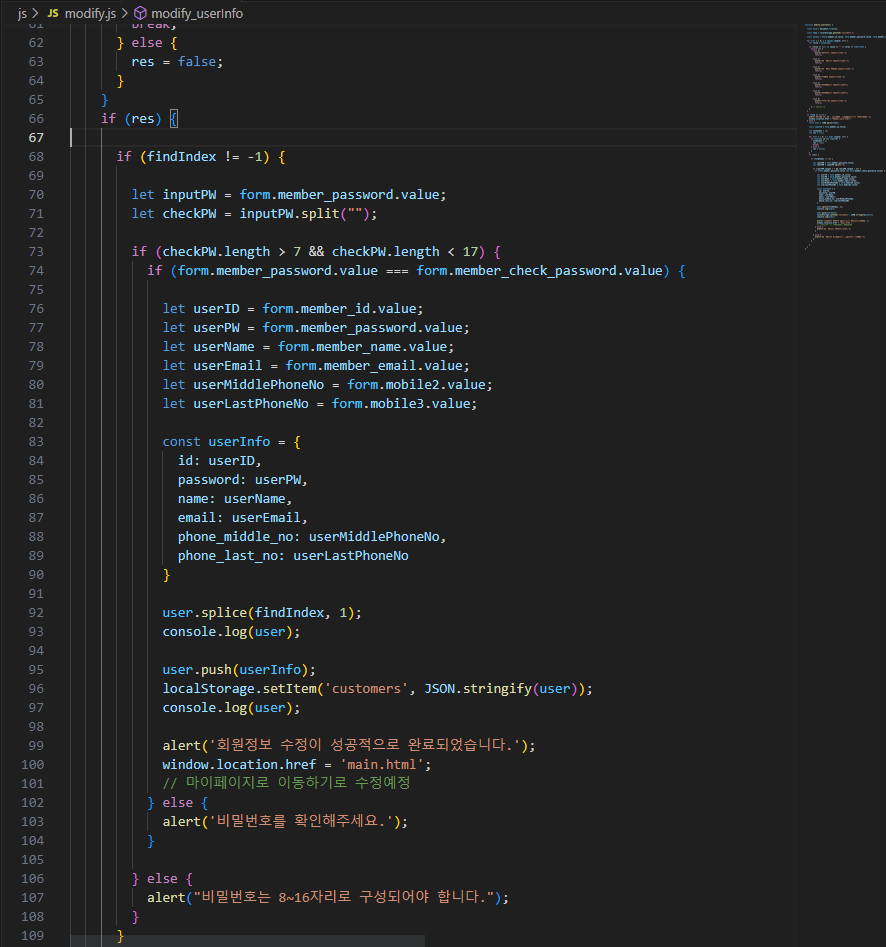 js > JS modify.js > modify_userInfo
61 break;
62 } else {
63 res = false;
64 }
65 }
66 if (res) {
67
68 if (findIndex != -1) {
69
70 let inputPW = form.member_password.value;
71 let checkPW = inputPW.split("");
72
73 if (checkPW.length > 7 && checkPW.length < 17) {
74 if (form.member_password.value === form.member_check_password.value) {
75
76 let userID = form.member_id.value;
77 let userPW = form.member_password.value;
78 let userName = form.member_name.value;
79 let userEmail = form.member_email.value;
80 let userMiddlePhoneNo = form.mobile2.value;
81 let userLastPhoneNo = form.mobile3.value;
82
83 const userInfo = {
84 id: userID,
85 password: userPW,
86 name: userName,
87 email: userEmail,
88 phone_middle_no: userMiddlePhoneNo,
89 phone_last_no: userLastPhoneNo
90 }
91
92 user.splice(findIndex, 1);
93 console.log(user);
94
95 user.push(userInfo);
96 localStorage.setItem('customers', JSON.stringify(user));
97 console.log(user);
98
99 alert('회원정보 수정이 성공적으로 완료되었습니다.');
100 window.location.href = 'main.html';
101 // 마이페이지로 이동하기로 수정예정
102 } else {
103 alert('비밀번호를 확인해주세요.');
104 }
105
106 } else {
107 alert("비밀번호는 8~16자리로 구성되어야 합니다.");
108 }
109 }